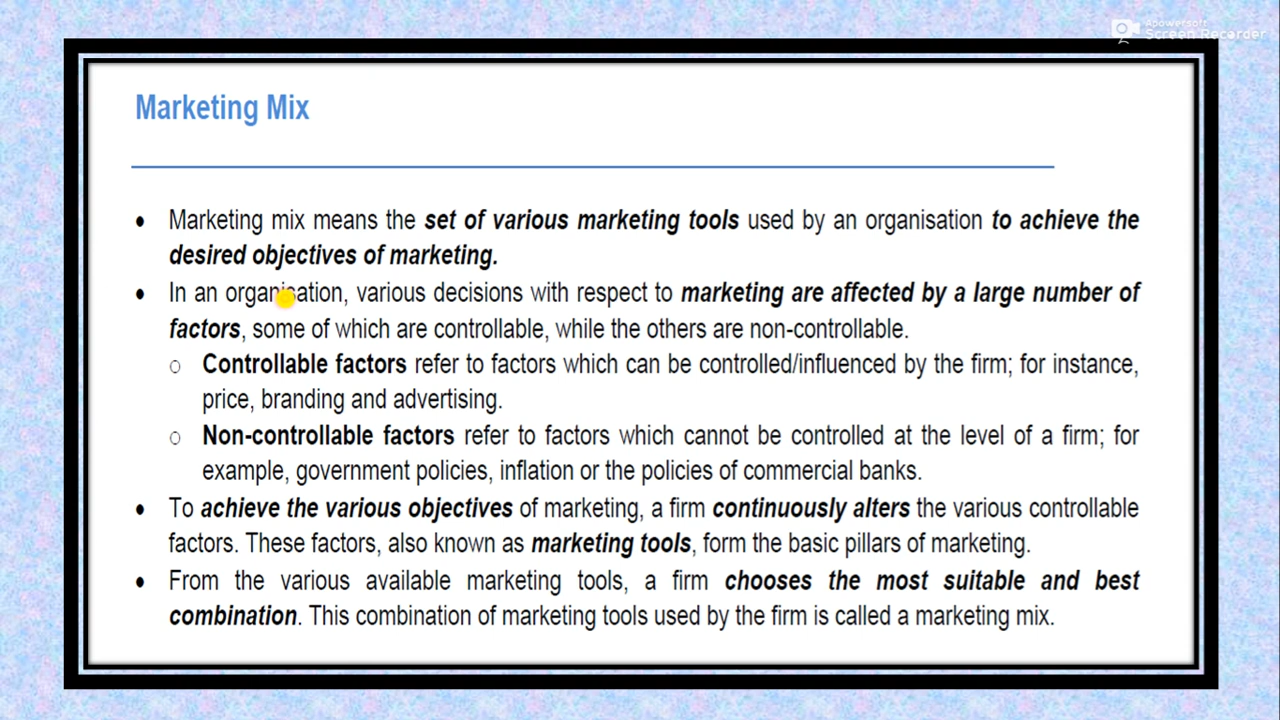 Apowersoft
Screen Recorder
Marketing Mix
• Marketing mix means the set of various marketing tools used by an organisation to achieve the
desired objectives of marketing.
• In an organisation, various decisions with respect to marketing are affected by a large number of
factors, some of which are controllable, while the others are non-controllable.
○ Controllable factors refer to factors which can be controlled/influenced by the firm; for instance,
price, branding and advertising.
○ Non-controllable factors refer to factors which cannot be controlled at the level of a firm; for
example, government policies, inflation or the policies of commercial banks.
• To achieve the various objectives of marketing, a firm continuously alters the various controllable
factors. These factors, also known as marketing tools, form the basic pillars of marketing.
• From the various available marketing tools, a firm chooses the most suitable and best
combination. This combination of marketing tools used by the firm is called a marketing mix.